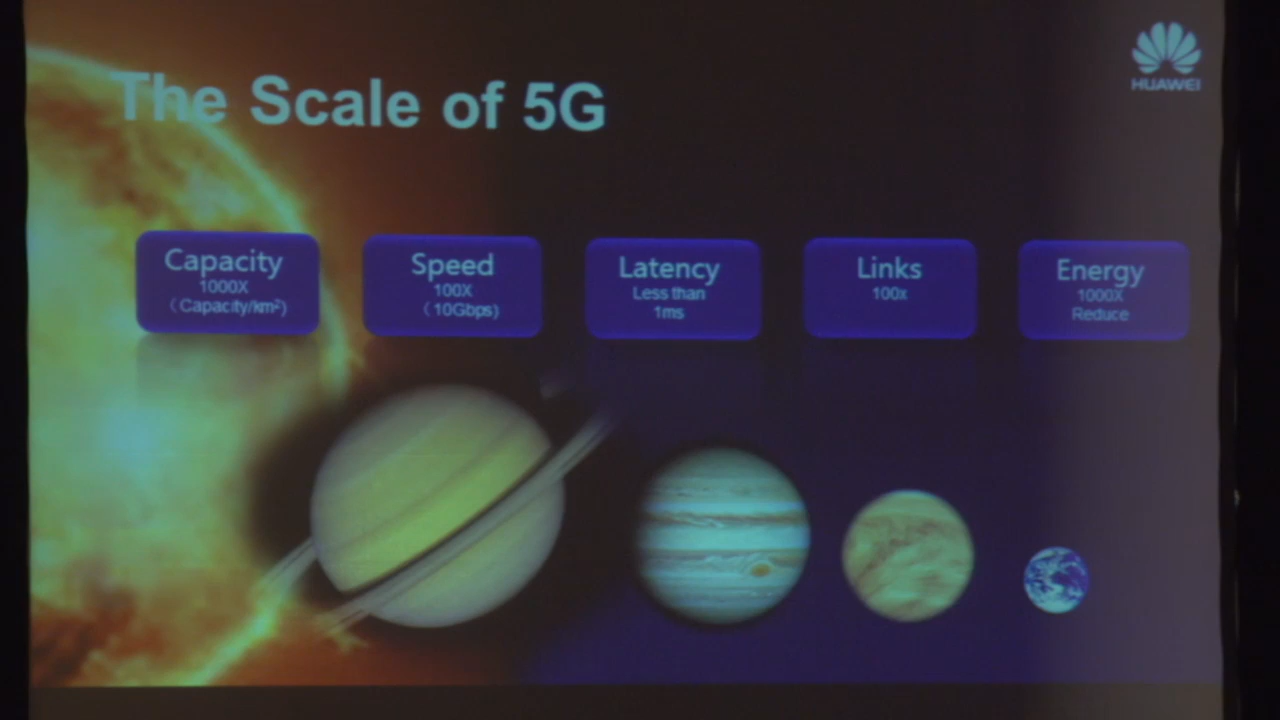 The Scale of 5G
HUAWEI
Capacity
1000X
（Capacity/km²)
Speed
100X
（10Gbps)
Latency
Less than
1ms
Links
100x
Energy
1000X
Reduce